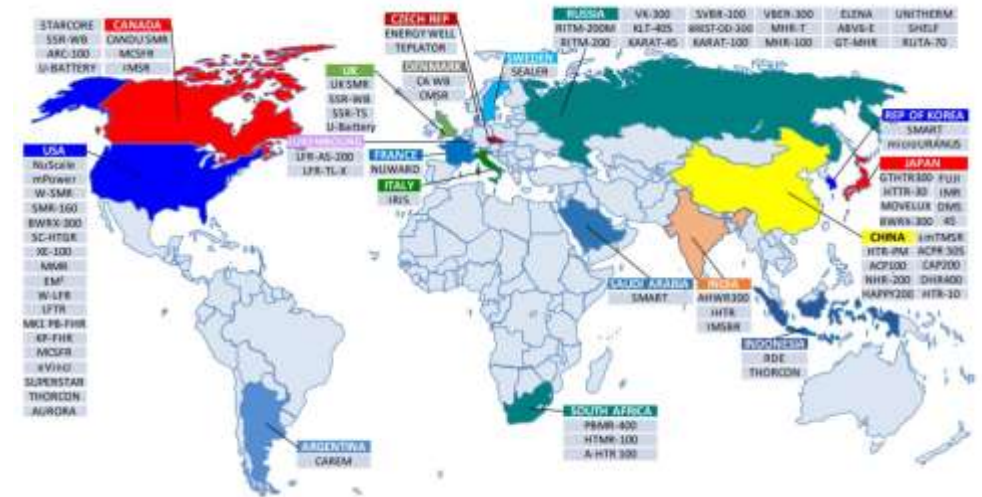 STARCORE CANADA
SSR-WB CANDU SMR
ARC-100 MCSFR
U-BATTERY IMSR
CZECH REP
ENERGY WELL
TEPLATOR
RUSSIA VK-300 SVBR-100 VBER-300 ELENA UNITHERM
RITM-200M KLT-40S BREST-OD-300 MHR-T ABV6-E SHELF
RITM-200 KARAT-45 KARAT-100 MHR-100 GT-MHR RUTA-70
SWEDEN
SEALER
DENMARK
CA WB
CMSR
UK
UK SMR
SSR-WB
SSR-TS
U-Battery
LUXEMBOURG
LFR-AS-200
LFR-TL-X
FRANCE
NUWARD
ITALY
IRIS
REP OF KOREA
SMART
microURANUS
JAPAN
GTHTR300 FUJI
HTTR-30 IMR
MOVELUX DMS
BWRX-300 4S
CHINA smTMSR
HTR-PM ACPR 50S
ACP100 CAP200
NHR-200 DHR400
HAPPY200 HTR-10
USA
NuScale
mPower
W-SMR
SMR-160
BWRX-300
SC-HTGR
XE-100
MMR
EM²
W-LFR
LFTR
MK1 PB-FHR
KP-FHR
MCSFR
eVinci
SUPERSTAR
THORCON
AURORA
SAUDI ARABIA
SMART
INDIA
AHWR300
IHTR
IMSBR
INDONESIA
RDE
THORCON
SOUTH AFRICA
PBMR-400
HTMR-100
A-HTR 100
ARGENTINA
CAREM